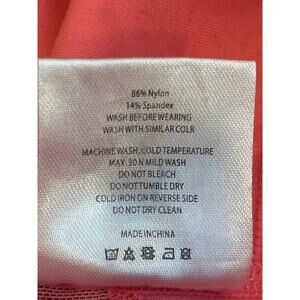 86% Nylon
14% Spandex
WASH BEFORE WEARING
WASH WITH SIMILAR COLR
MACHINE WASH, COLD TEMPERATURE
MAX. 30 N MILD WASH
DO NOT BLEACH
DO NOT TUMBLE DRY
COLD IRON ON REVERSE SIDE
DO NOT DRY CLEAN
MADE IN CHINA